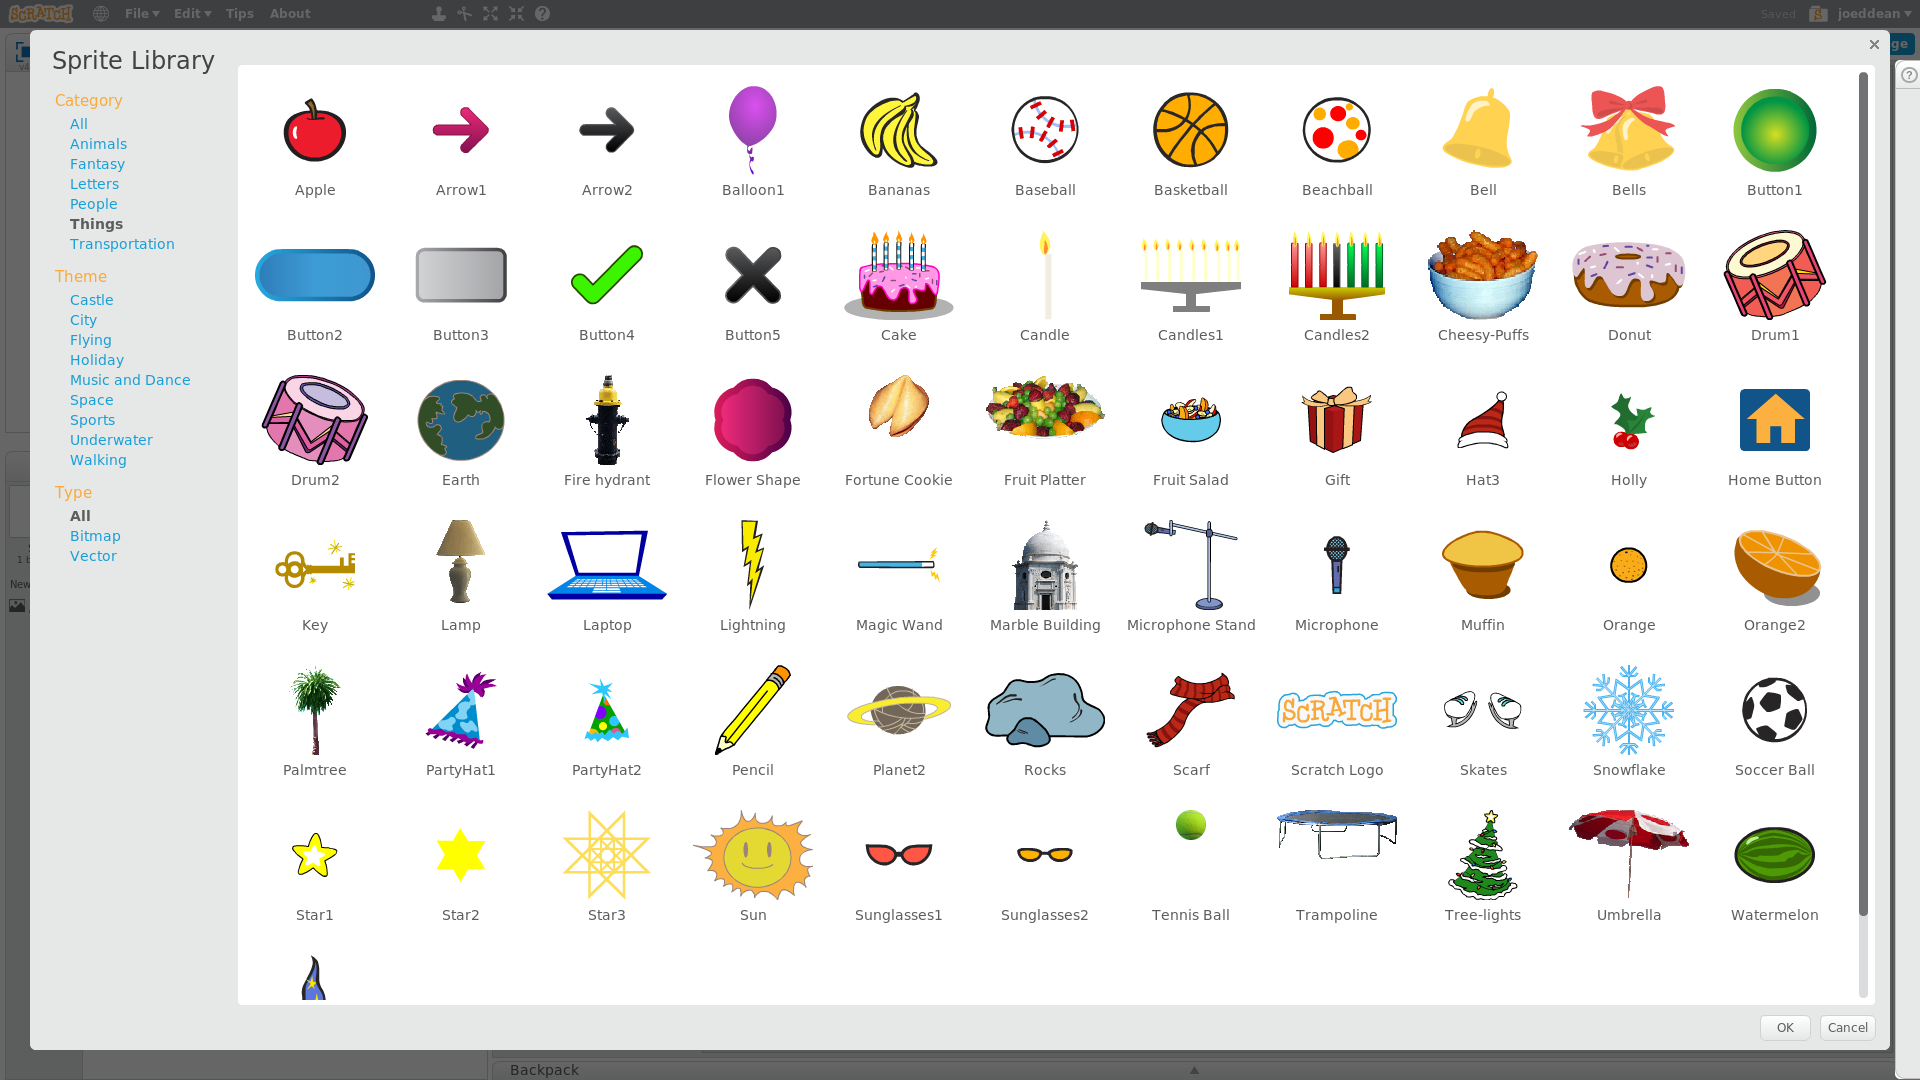 SCRATCH File Edit Tips About Saved joeddean
Sprite Library
Category
All
Animals
Fantasy
Letters
People
Things
Transportation
Theme
Castle
City
Flying
Holiday
Music and Dance
Space
Sports
Underwater
Walking
Type
All
Bitmap
Vector
Apple Arrow1 Arrow2 Balloon1 Bananas Baseball Basketball Beachball Bell Bells Button1
Button2 Button3 Button4 Button5 Cake Candle Candles1 Candles2 Cheesy-Puffs Donut Drum1
Drum2 Earth Fire hydrant Flower Shape Fortune Cookie Fruit Platter Fruit Salad Gift Hat3 Holly Home Button
Key Lamp Laptop Lightning Magic Wand Marble Building Microphone Stand Microphone Muffin Orange Orange2
SCRATCH
Palmtree PartyHat1 PartyHat2 Pencil Planet2 Rocks Scarf Scratch Logo Skates Snowflake Soccer Ball
Star1 Star2 Star3 Sun Sunglasses1 Sunglasses2 Tennis Ball Trampoline Tree-lights Umbrella Watermelon
OK Cancel
New
Backpack